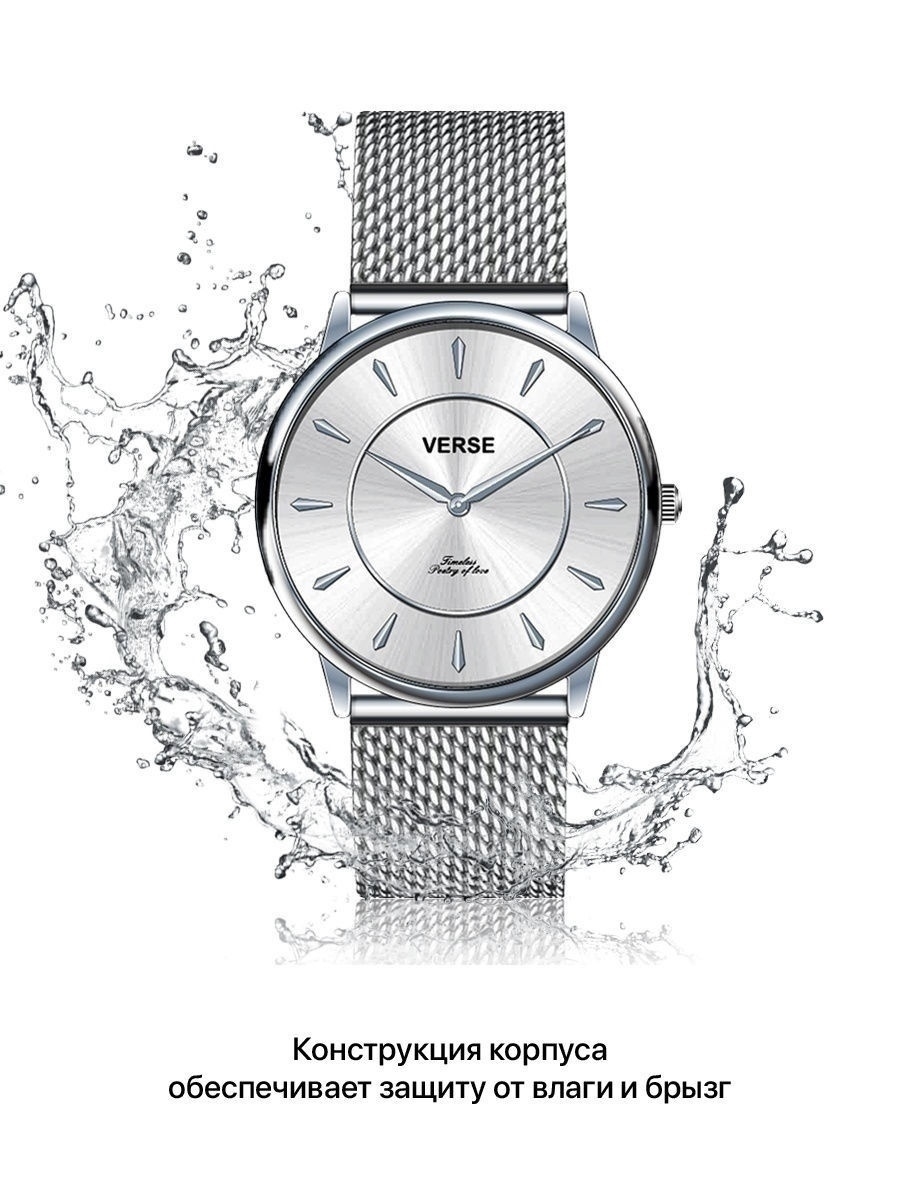 VERSE
Timeless
Poetry of love
Конструкция корпуса
обеспечивает защиту от влаги и брызг